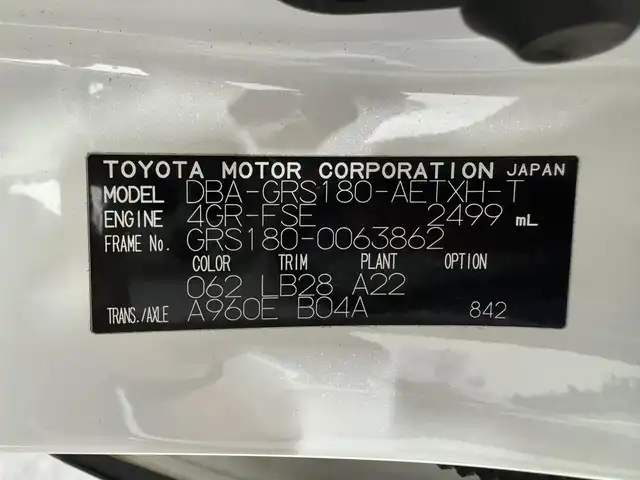 TOYOTA MOTOR CORPORATION JAPAN
MODEL DBA-GRS180-AETXH-T
ENGINE 4GR-FSE 2499 mL
FRAME No. GRS180-0063862
COLOR TRIM PLANT OPTION
062 LB28 A22
TRANS./AXLE A960E B04A 842